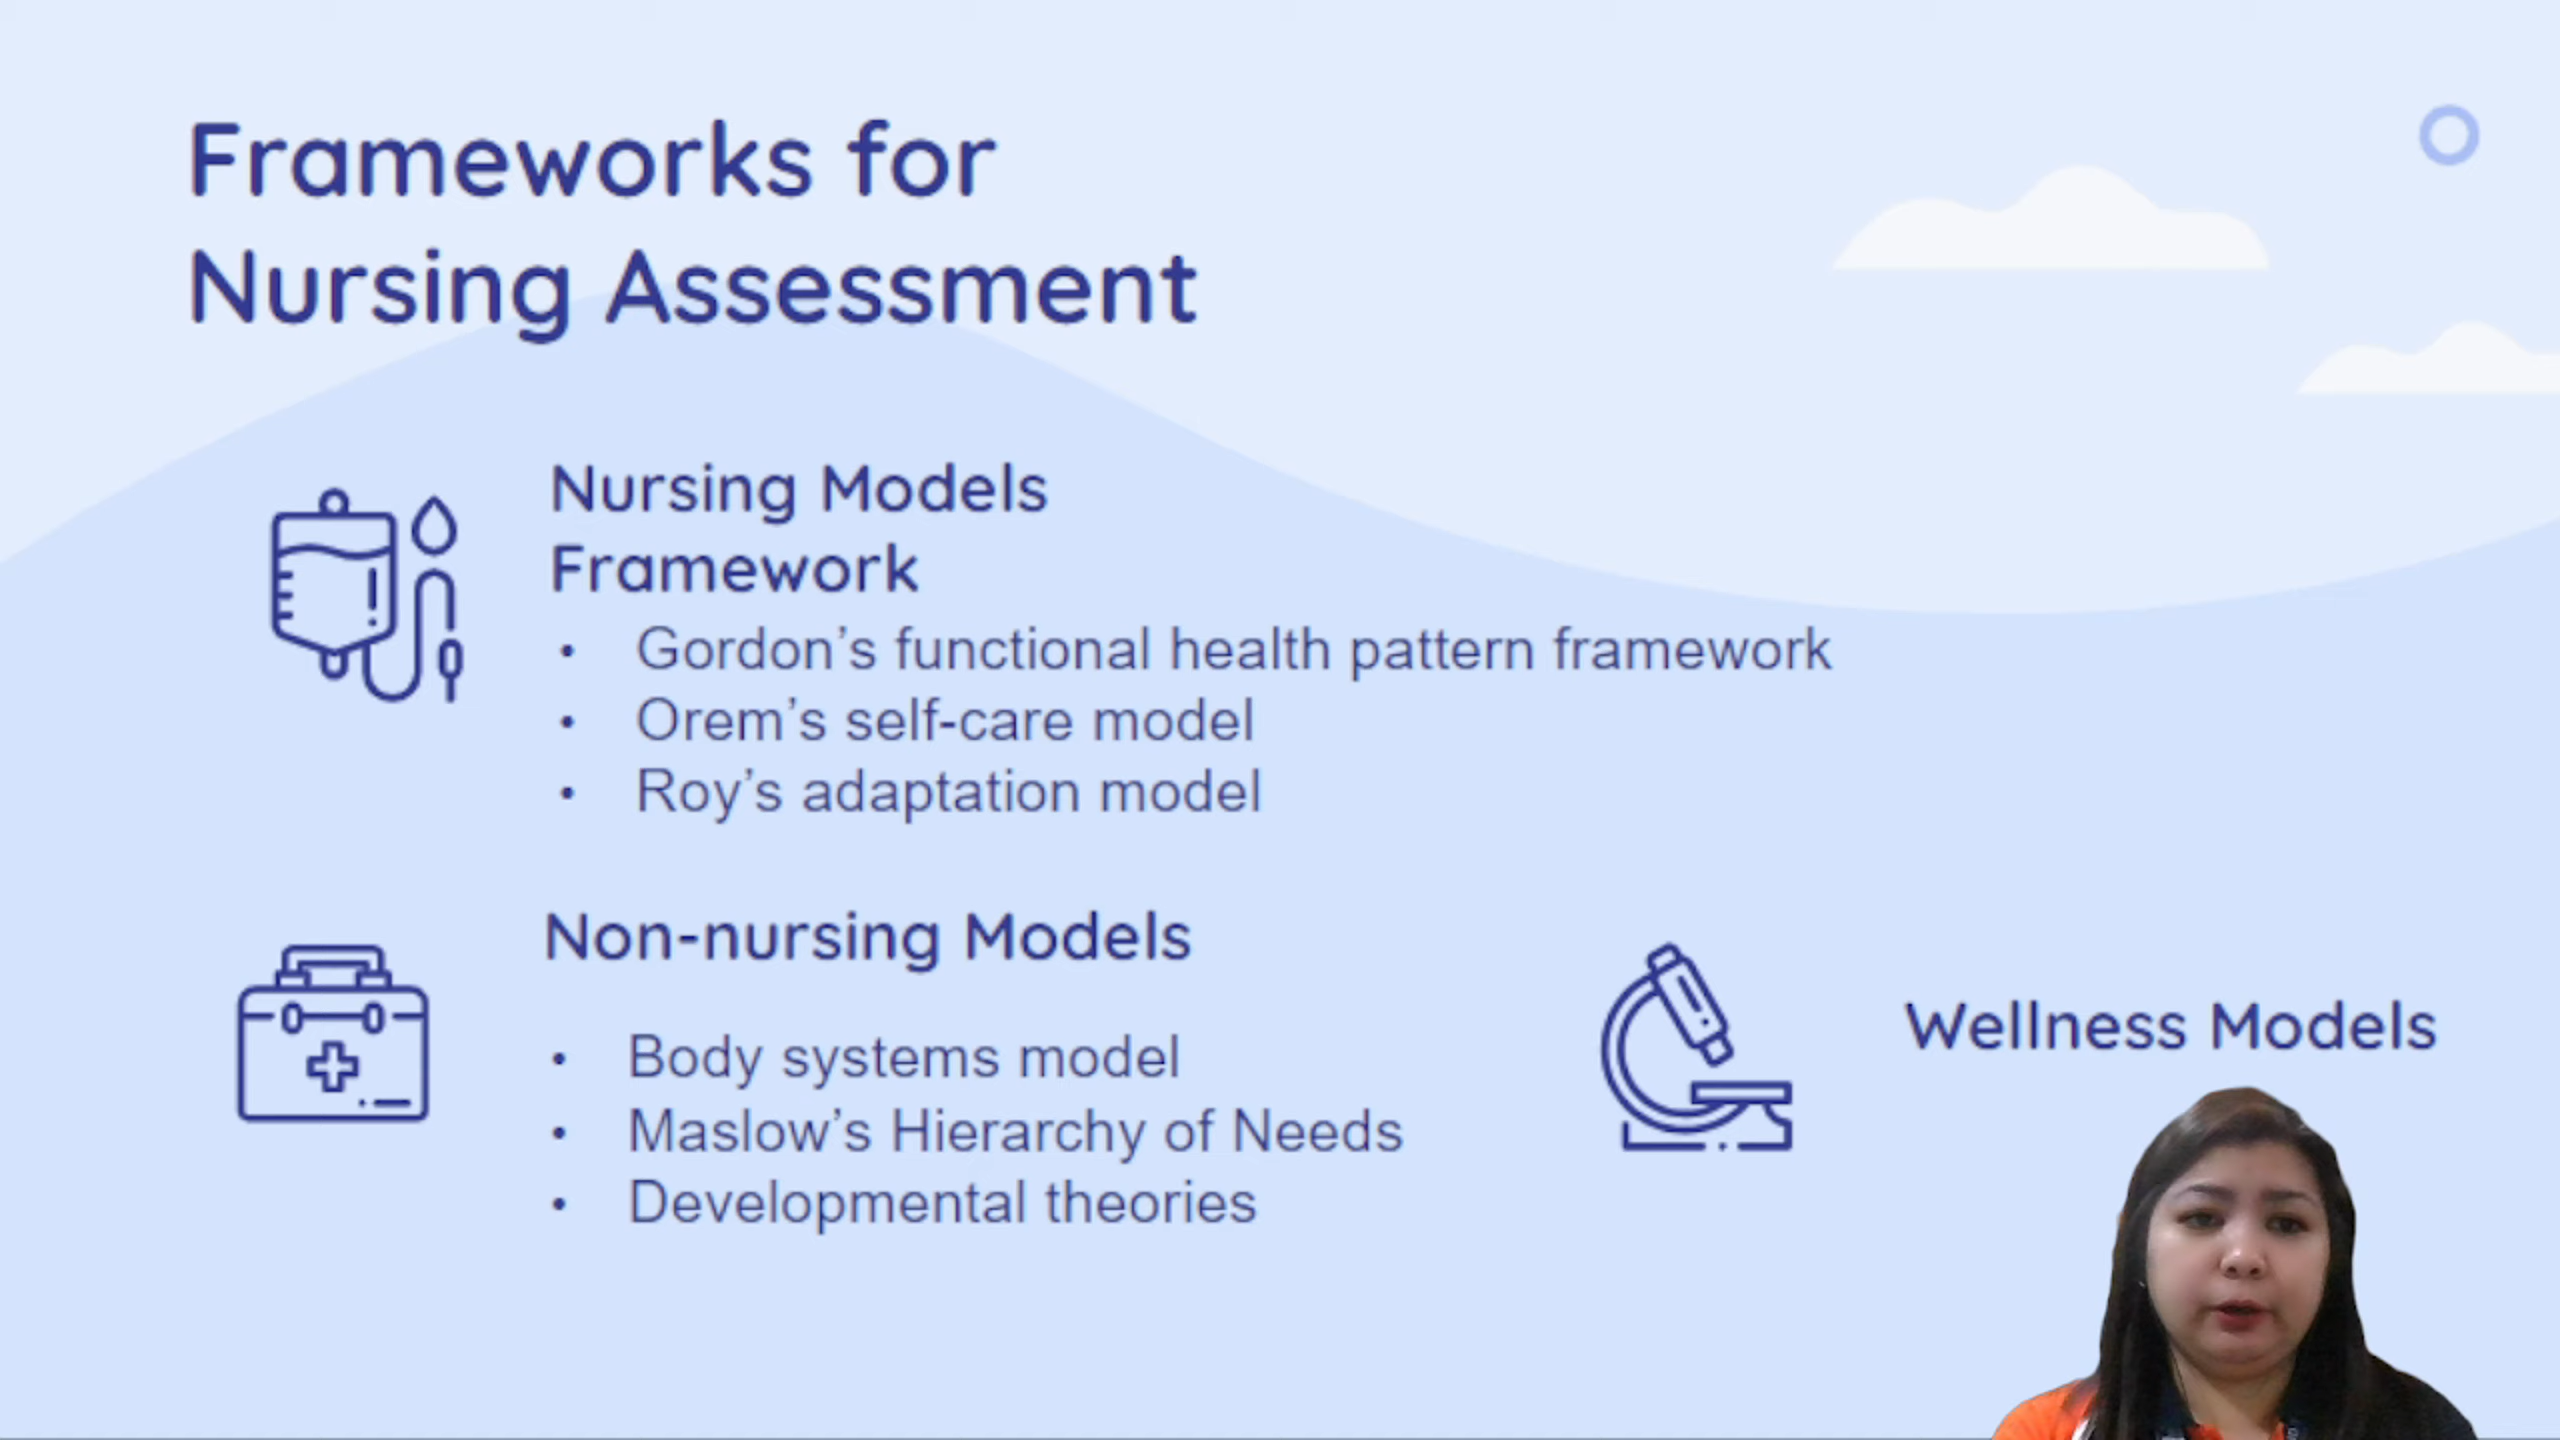 Frameworks for
Nursing Assessment
Nursing Models
Framework
• Gordon’s functional health pattern framework
• Orem’s self-care model
• Roy’s adaptation model
Non-nursing Models
• Body systems model
• Maslow’s Hierarchy of Needs
• Developmental theories
Wellness Models